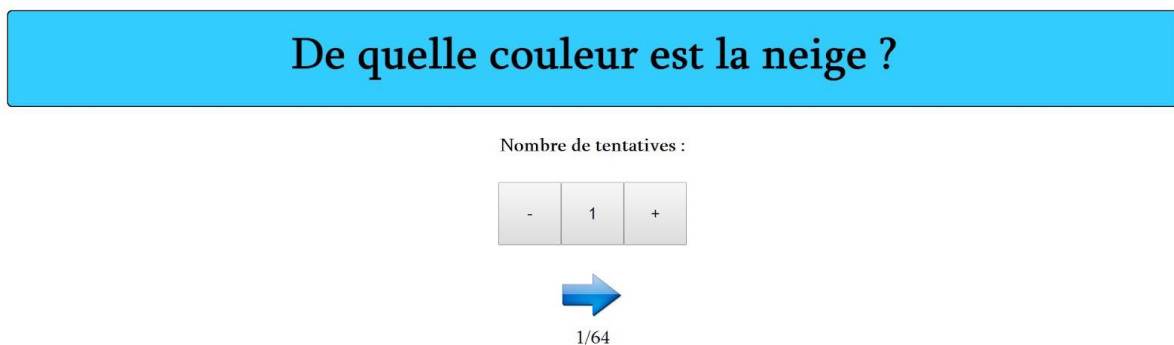 De quelle couleur est la neige ?
Nombre de tentatives :
- 1 +
1/64